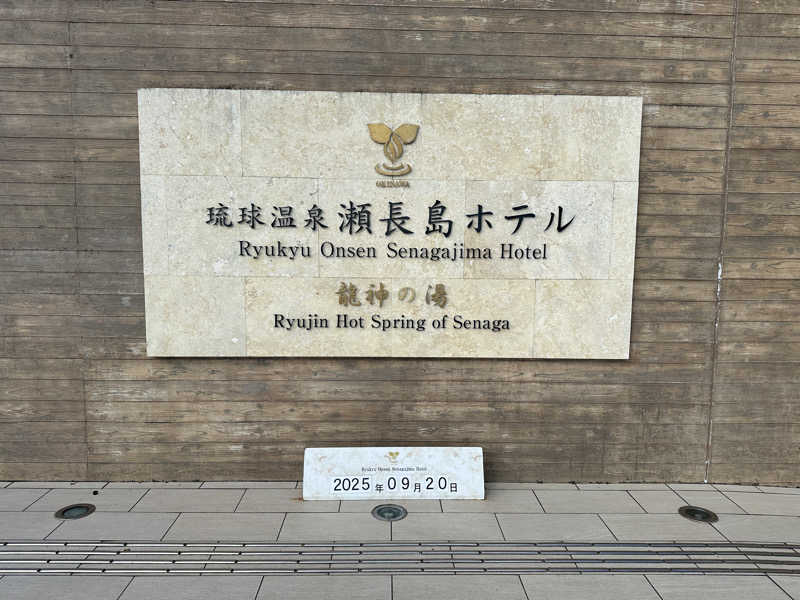 OKINAWA
琉球温泉瀬長島ホテル
Ryukyu Onsen Senagajima Hotel
龍神の湯
Ryujin Hot Spring of Senaga
Ryukyu Onsen Senagajima Hotel
2025年09月20日